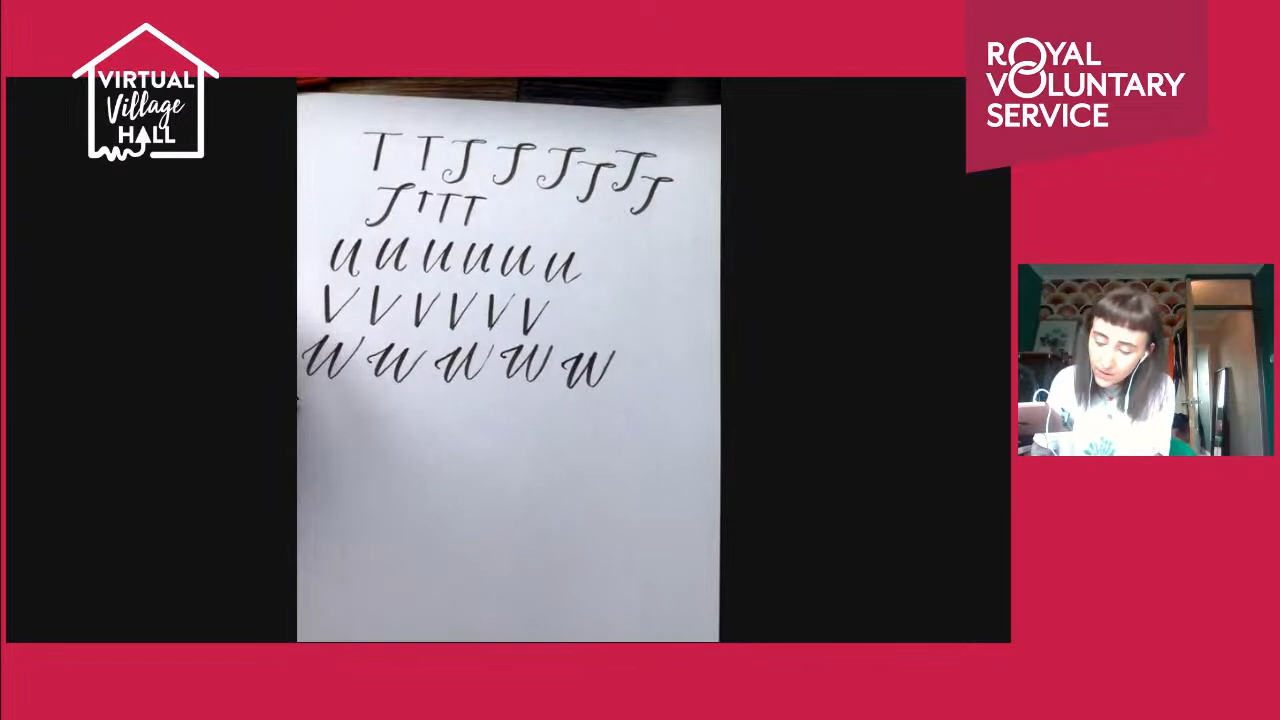 VIRTUAL
Village
HALL
ROYAL
VOLUNTARY
SERVICE
T T T T T T T T
T T T T
U U U U U U
V V V V V V
W W W W W